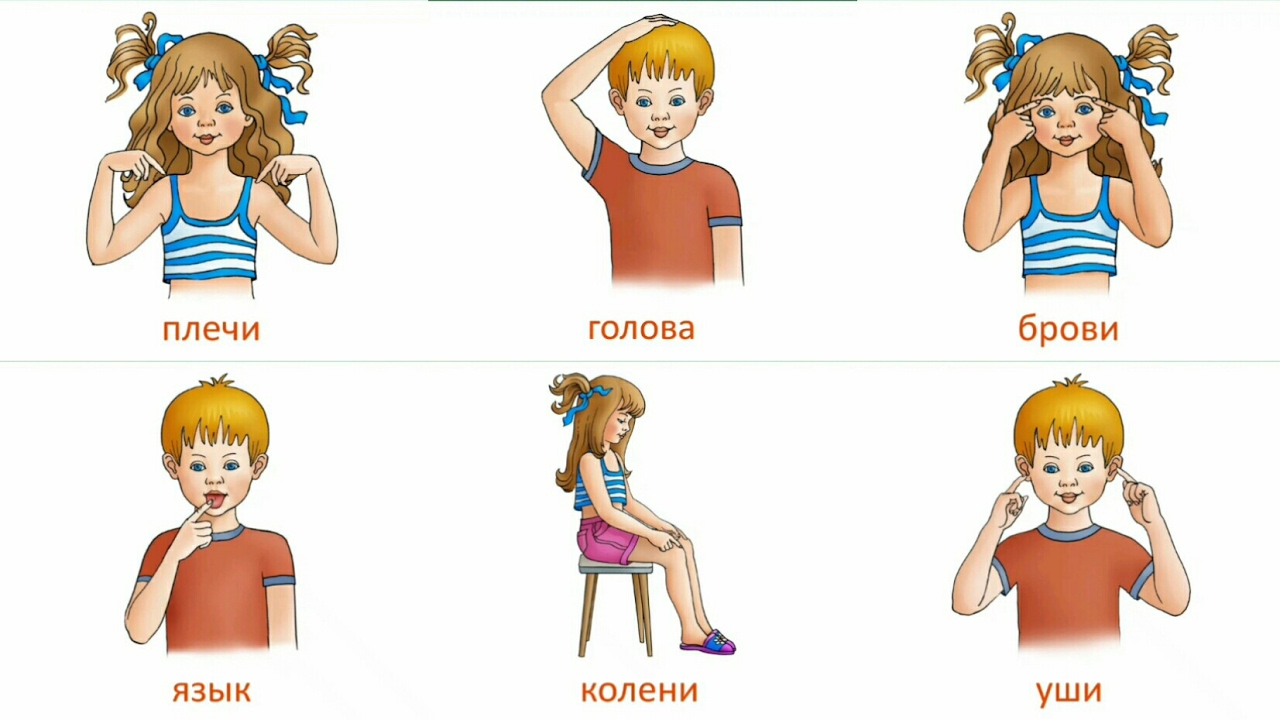 плечи
голова
брови
язык
колени
уши